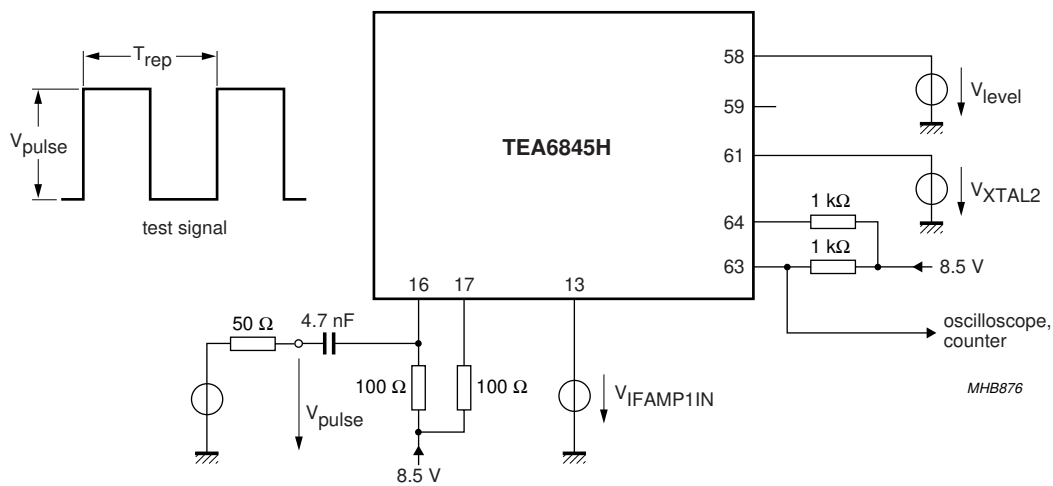 T_rep
V_pulse
test signal
TEA6845H
58
V_level
59
61
V_XTAL2
1 kΩ
64
1 kΩ
63
8.5 V
16 17 13
50 Ω 4.7 nF
oscilloscope,
counter
100 Ω 100 Ω
V_pulse
V_IFAMP1IN
MHB876
8.5 V